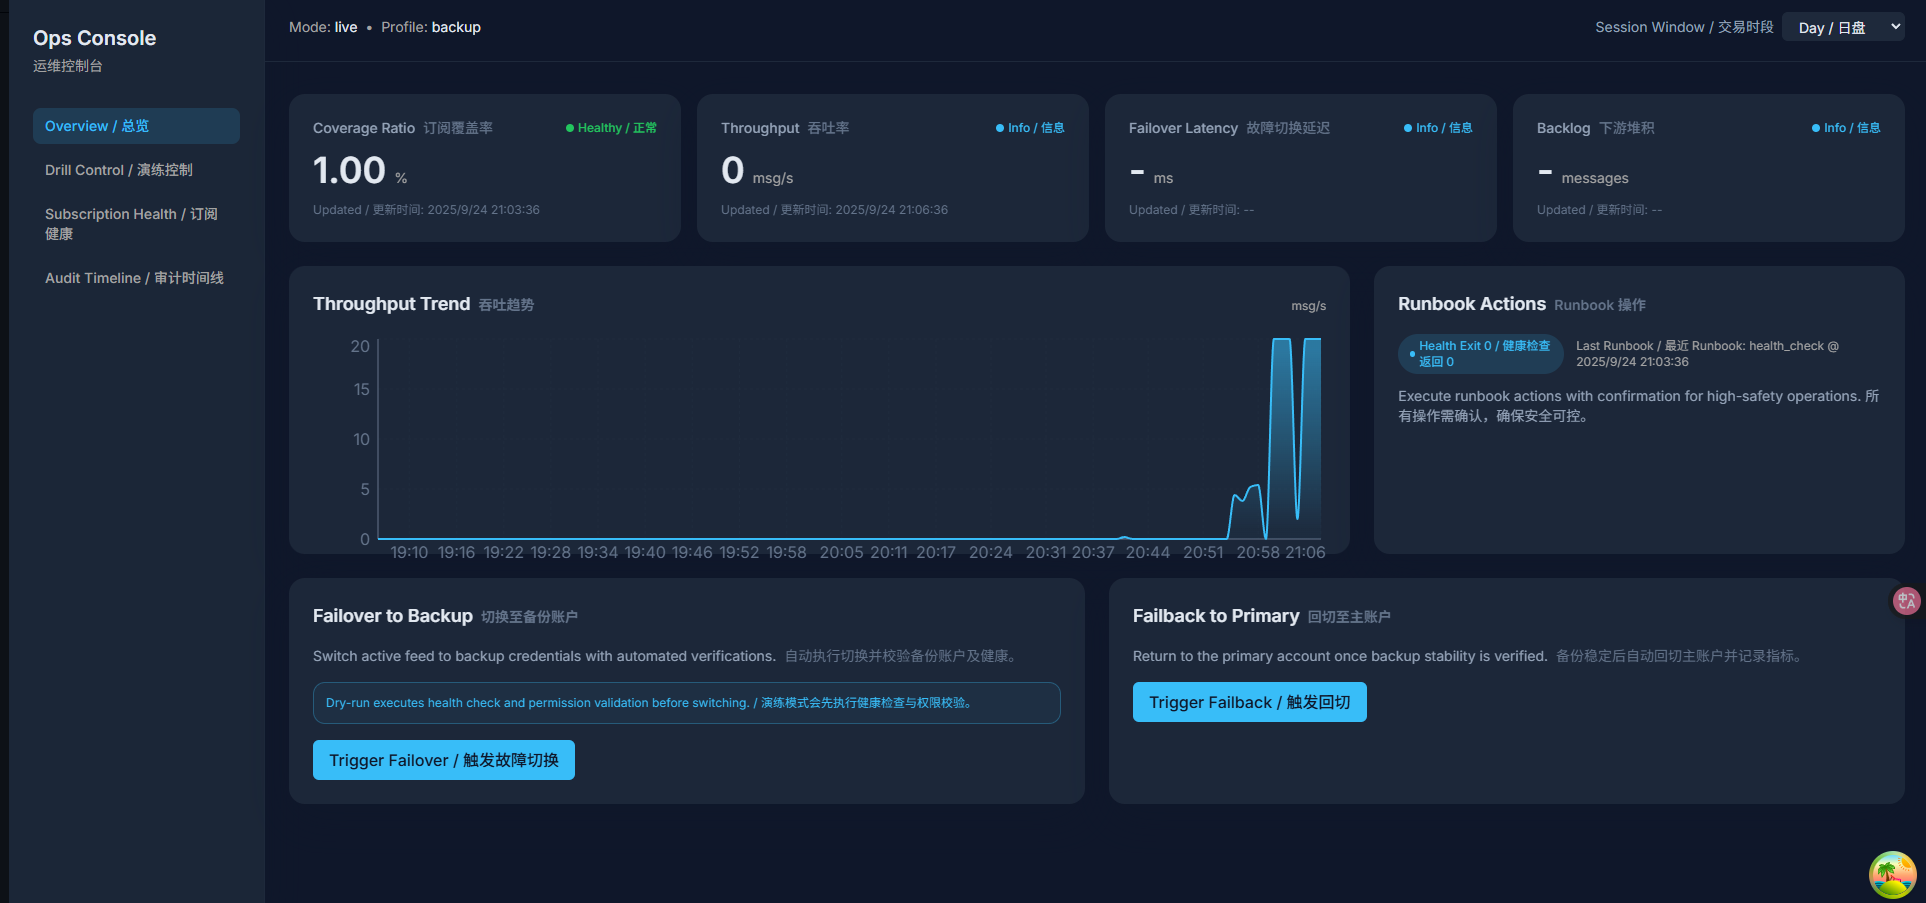 Ops Console
运维控制台
Overview / 总览
Drill Control / 演练控制
Subscription Health / 订阅
健康
Audit Timeline / 审计时间线
Mode: live • Profile: backup
Session Window / 交易时段
Day / 日盘
Coverage Ratio 订阅覆盖率
Healthy / 正常
1.00 %
Updated / 更新时间: 2025/9/24 21:03:36
Throughput 吞吐率
Info / 信息
0 msg/s
Updated / 更新时间: 2025/9/24 21:06:36
Failover Latency 故障切换延迟
Info / 信息
– ms
Updated / 更新时间: --
Backlog 下游堆积
Info / 信息
– messages
Updated / 更新时间: --
Throughput Trend 吞吐趋势
msg/s
20
15
10
5
0
19:10 19:16 19:22 19:28 19:34 19:40 19:46 19:52 19:58 20:05 20:11 20:17 20:24 20:31 20:37 20:44 20:51 20:58 21:06
Runbook Actions Runbook 操作
Health Exit 0 / 健康检查
返回 0
Last Runbook / 最近 Runbook: health_check @
2025/9/24 21:03:36
Execute runbook actions with confirmation for high-safety operations. 所
有操作需确认，确保安全可控。
Failover to Backup 切换至备份账户
Switch active feed to backup credentials with automated verifications. 自动执行切换并校验备份账户及健康。
Dry-run executes health check and permission validation before switching. / 演练模式会先执行健康检查与权限校验。
Trigger Failover / 触发故障切换
Failback to Primary 回切至主账户
Return to the primary account once backup stability is verified. 备份稳定后自动回切主账户并记录指标。
Trigger Failback / 触发回切
中
A